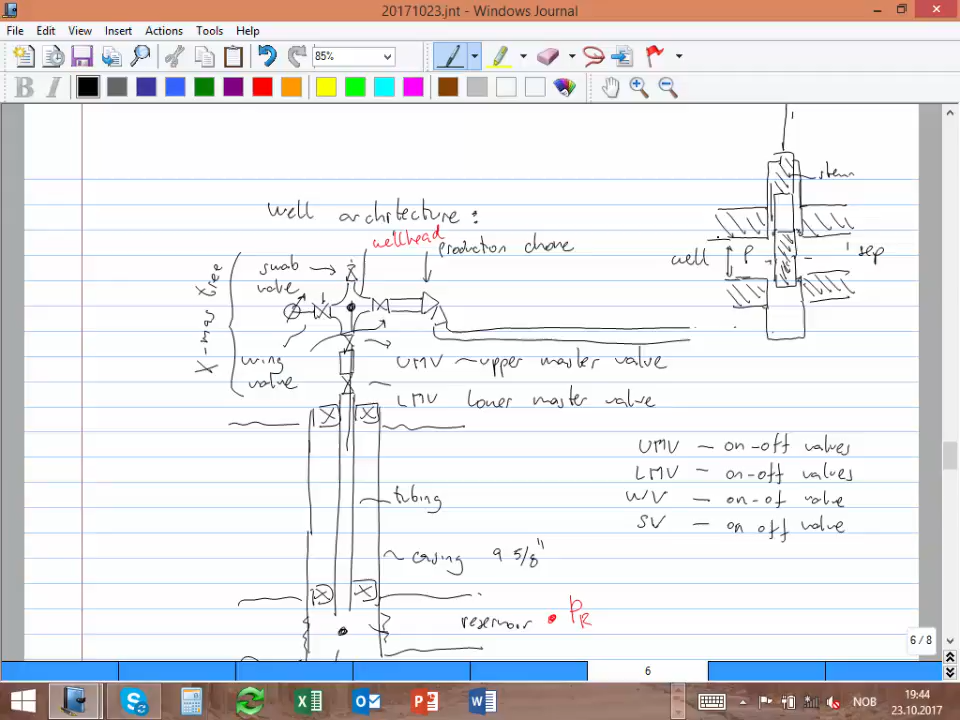 20171023.jnt - Windows Journal
File Edit View Insert Actions Tools Help
85%
B I
stem
well architecture :
wellhead
production choke
swab
valve
well P sep
X-mas tree
wing
valve
UMV ~ upper master valve
LMV lower master valve
UMV - on-off valves
LMV - on-off valves
WV - on-of valve
SV - on off valve
tubing
casing 9 5/8"
reservoir PR
6 / 8
6
NOB
19:44
23.10.2017